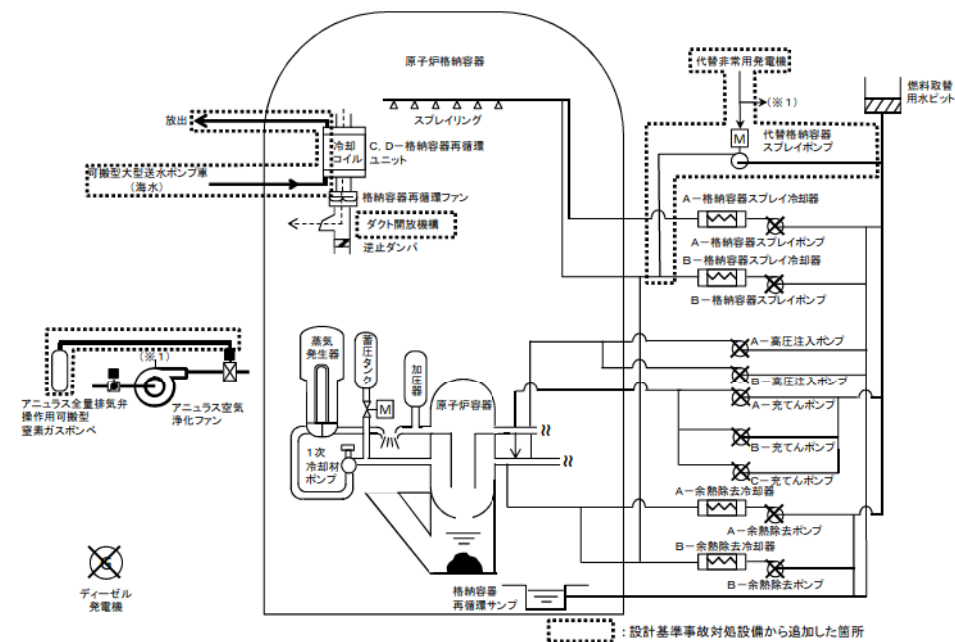 原子炉格納容器
スプレイリング
放出
冷却
コイル
C,D-格納容器再循環
ユニット
可搬型大型送水ポンプ車
(海水)
格納容器再循環ファン
ダクト開放機構
逆止ダンパ
代替非常用発電機
(※1)
M
代替格納容器
スプレイポンプ
燃料取替
用水ピット
A-格納容器スプレイ冷却器
A-格納容器スプレイポンプ
B-格納容器スプレイ冷却器
B-格納容器スプレイポンプ
(※1)
アニュラス全量排気弁
操作用可搬型
窒素ガスボンベ
アニュラス空気
浄化ファン
蒸気
発生器
蓄圧タンク
加圧器
M
原子炉容器
1次
冷却材
ポンプ
A-高圧注入ポンプ
B-高圧注入ポンプ
A-充てんポンプ
B-充てんポンプ
C-充てんポンプ
A-余熱除去冷却器
A-余熱除去ポンプ
B-余熱除去冷却器
B-余熱除去ポンプ
G
ディーゼル
発電機
格納容器
再循環サンプ
:設計基準事故対処設備から追加した箇所